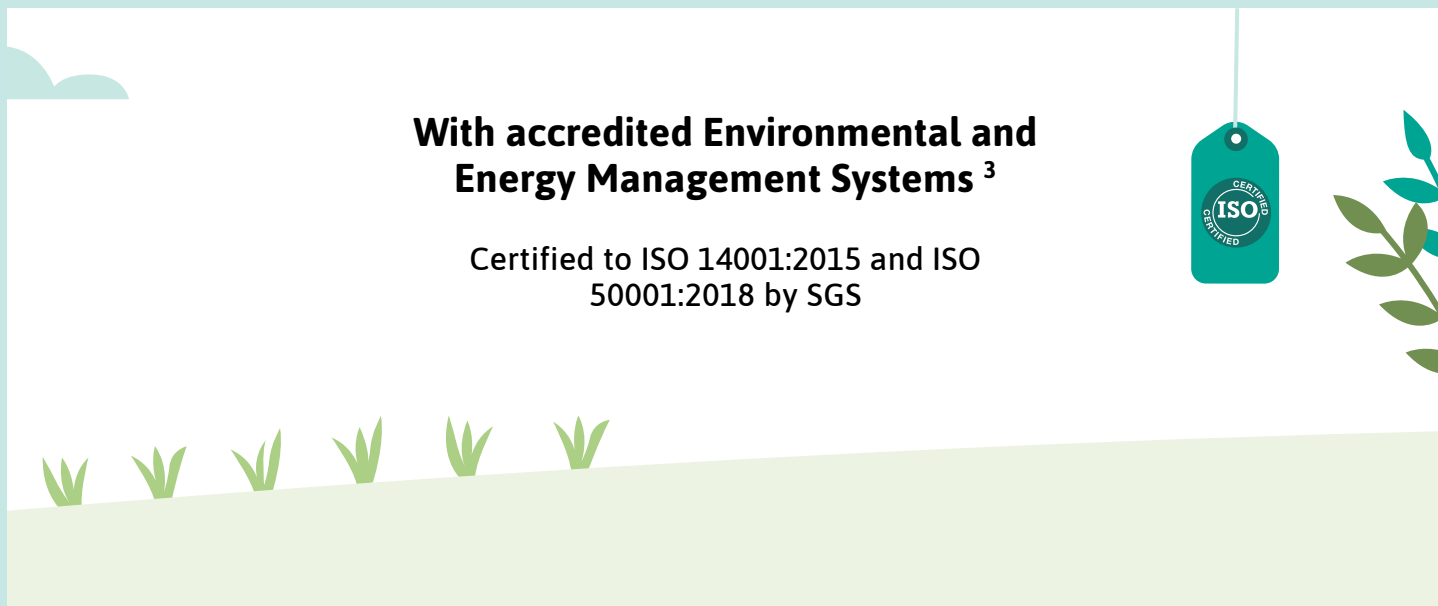 With accredited Environmental and
Energy Management Systems ³
Certified to ISO 14001:2015 and ISO
50001:2018 by SGS
CERTIFIED
ISO
CERTIFIED